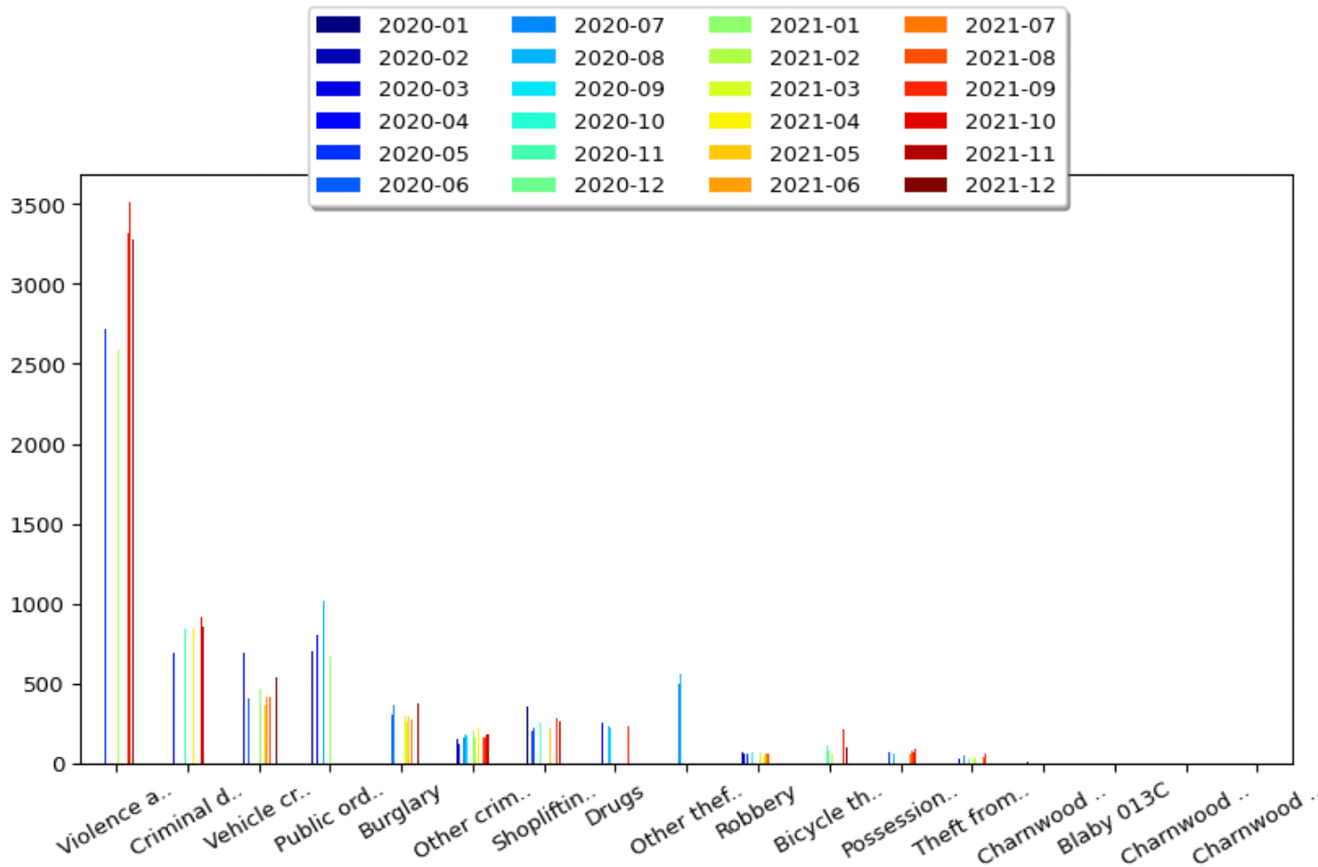 2020-01 2020-07 2021-01 2021-07
2020-02 2020-08 2021-02 2021-08
2020-03 2020-09 2021-03 2021-09
2020-04 2020-10 2021-04 2021-10
2020-05 2020-11 2021-05 2021-11
2020-06 2020-12 2021-06 2021-12
3500
3000
2500
2000
1500
1000
500
0
Violence a..
Criminal d..
Vehicle cr..
Public ord..
Burglary
Other crim..
Shopliftin..
Drugs
Other thef..
Robbery
Bicycle th..
Possession..
Theft from..
Charnwood ..
Blaby 013C
Charnwood ..
Charnwood ..